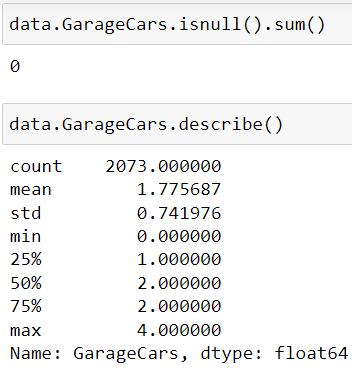 data.GarageCars.isnull().sum()
0
data.GarageCars.describe()
count    2073.000000
mean        1.775687
std         0.741976
min         0.000000
25%         1.000000
50%         2.000000
75%         2.000000
max         4.000000
Name: GarageCars, dtype: float64